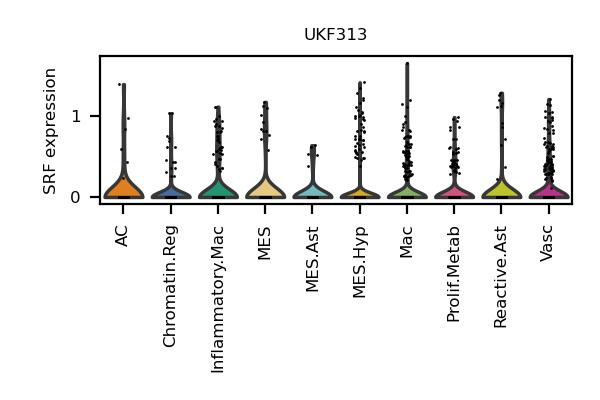 UKF313
SRF expression
1
0
AC
Chromatin.Reg
Inflammatory.Mac
MES
MES.Ast
MES.Hyp
Mac
Prolif.Metab
Reactive.Ast
Vasc